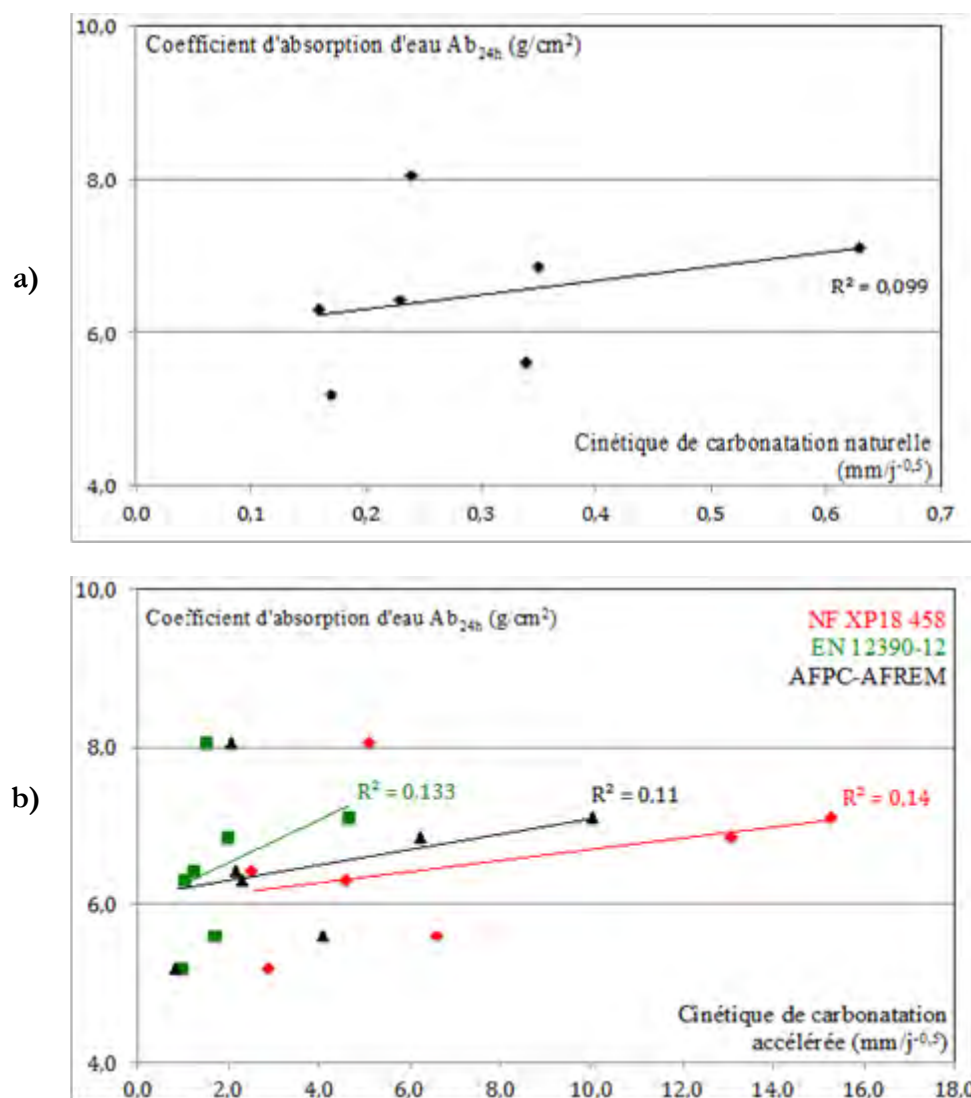 a)
10,0
8,0
6,0
4,0
Coefficient d'absorption d'eau Ab24h (g/cm²)
R² = 0,099
Cinétique de carbonatation naturelle
(mm/j-0,5)
0,0 0,1 0,2 0,3 0,4 0,5 0,6 0,7
b)
10,0
8,0
6,0
4,0
Coefficient d'absorption d'eau Ab24h (g/cm²)
NF XP18 458
EN 12390-12
AFPC-AFREM
R² = 0.133
R² = 0.11
R² = 0.14
Cinétique de carbonatation
accélérée (mm/j-0,5)
0,0 2,0 4,0 6,0 8,0 10,0 12,0 14,0 16,0 18,0